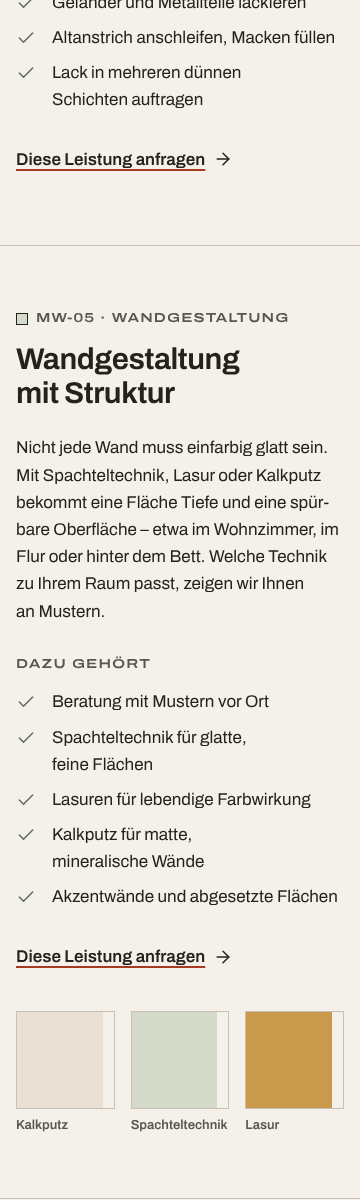 Geländer und Metallteile lackieren
Altanstrich anschleifen, Macken füllen
Lack in mehreren dünnen
Schichten auftragen
Diese Leistung anfragen →
MW-05 · WANDGESTALTUNG
Wandgestaltung
mit Struktur
Nicht jede Wand muss einfarbig glatt sein.
Mit Spachteltechnik, Lasur oder Kalkputz
bekommt eine Fläche Tiefe und eine spür-
bare Oberfläche – etwa im Wohnzimmer, im
Flur oder hinter dem Bett. Welche Technik
zu Ihrem Raum passt, zeigen wir Ihnen
an Mustern.
DAZU GEHÖRT
Beratung mit Mustern vor Ort
Spachteltechnik für glatte,
feine Flächen
Lasuren für lebendige Farbwirkung
Kalkputz für matte,
mineralische Wände
Akzentwände und abgesetzte Flächen
Diese Leistung anfragen →
Kalkputz
Spachteltechnik
Lasur